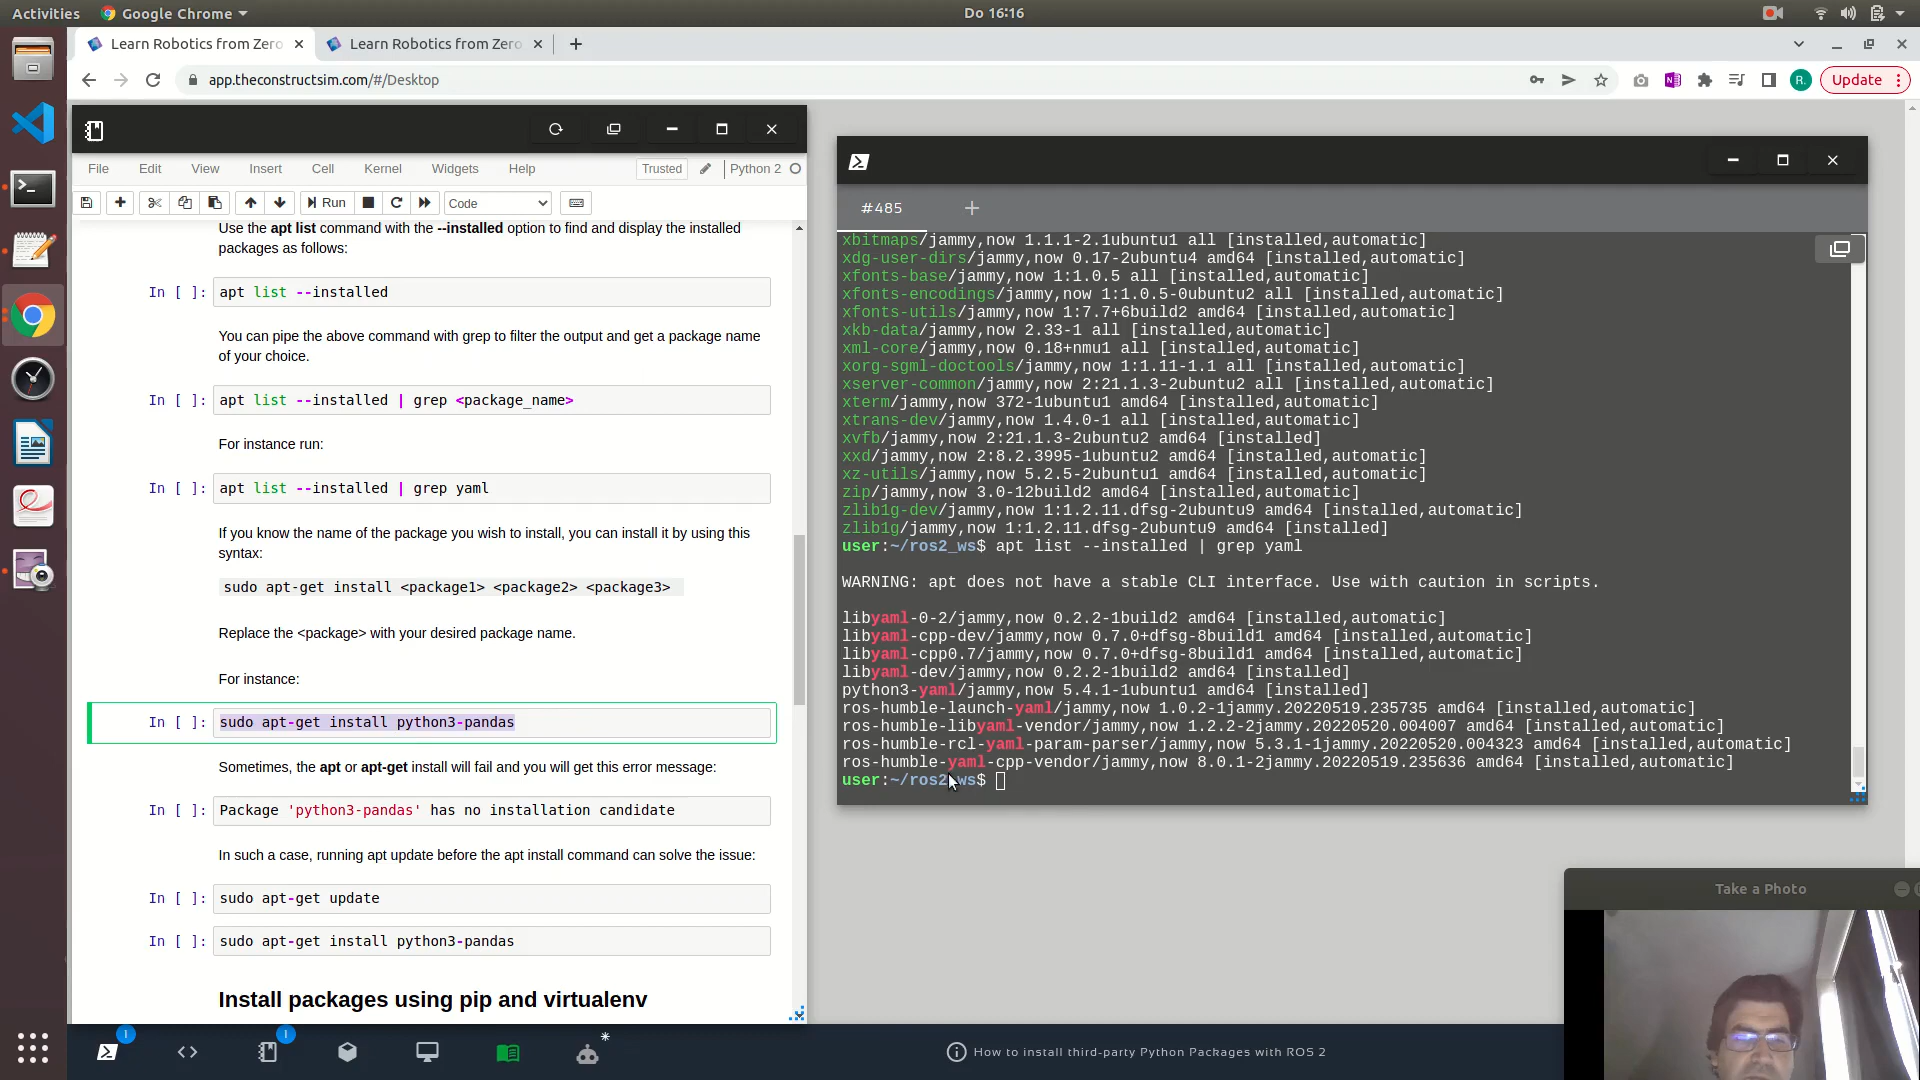 Activities
Google Chrome
Do 16:16
Learn Robotics from Zero
Learn Robotics from Zero
app.theconstructsim.com/#/Desktop
R.
Update
File Edit View Insert Cell Kernel Widgets Help
Trusted
Python 2
Run
Code
Use the apt list command with the --installed option to find and display the installed
packages as follows:
In [ ]: apt list --installed
You can pipe the above command with grep to filter the output and get a package name
of your choice.
In [ ]: apt list --installed | grep <package_name>
For instance run:
In [ ]: apt list --installed | grep yaml
If you know the name of the package you wish to install, you can install it by using this
syntax:
sudo apt-get install <package1> <package2> <package3>
Replace the <package> with your desired package name.
For instance:
In [ ]: sudo apt-get install python3-pandas
Sometimes, the apt or apt-get install will fail and you will get this error message:
In [ ]: Package 'python3-pandas' has no installation candidate
In such a case, running apt update before the apt install command can solve the issue:
In [ ]: sudo apt-get update
In [ ]: sudo apt-get install python3-pandas
Install packages using pip and virtualenv
#485
xbitmaps/jammy,now 1.1.1-2.1ubuntu1 all [installed,automatic]
xdg-user-dirs/jammy,now 0.17-2ubuntu4 amd64 [installed,automatic]
xfonts-base/jammy,now 1:1.0.5 all [installed,automatic]
xfonts-encodings/jammy,now 1:1.0.5-0ubuntu2 all [installed,automatic]
xfonts-utils/jammy,now 1:7.7+6build2 amd64 [installed,automatic]
xkb-data/jammy,now 2.33-1 all [installed,automatic]
xml-core/jammy,now 0.18+nmu1 all [installed,automatic]
xorg-sgml-doctools/jammy,now 1:1.11-1.1 all [installed,automatic]
xserver-common/jammy,now 2:21.1.3-2ubuntu2 all [installed,automatic]
xterm/jammy,now 372-1ubuntu1 amd64 [installed,automatic]
xtrans-dev/jammy,now 1.4.0-1 all [installed,automatic]
xvfb/jammy,now 2:21.1.3-2ubuntu2 amd64 [installed]
xxd/jammy,now 2:8.2.3995-1ubuntu2 amd64 [installed,automatic]
xz-utils/jammy,now 5.2.5-2ubuntu1 amd64 [installed,automatic]
zip/jammy,now 3.0-12build2 amd64 [installed,automatic]
zlib1g-dev/jammy,now 1:1.2.11.dfsg-2ubuntu9 amd64 [installed,automatic]
zlib1g/jammy,now 1:1.2.11.dfsg-2ubuntu9 amd64 [installed]
user:~/ros2_ws$ apt list --installed | grep yaml
WARNING: apt does not have a stable CLI interface. Use with caution in scripts.
libyaml-0-2/jammy,now 0.2.2-1build2 amd64 [installed,automatic]
libyaml-cpp-dev/jammy,now 0.7.0+dfsg-8build1 amd64 [installed,automatic]
libyaml-cpp0.7/jammy,now 0.7.0+dfsg-8build1 amd64 [installed,automatic]
libyaml-dev/jammy,now 0.2.2-1build2 amd64 [installed]
python3-yaml/jammy,now 5.4.1-1ubuntu1 amd64 [installed]
ros-humble-launch-yaml/jammy,now 1.0.2-1jammy.20220519.235735 amd64 [installed,automatic]
ros-humble-libyaml-vendor/jammy,now 1.2.2-2jammy.20220520.004007 amd64 [installed,automatic]
ros-humble-rcl-yaml-param-parser/jammy,now 5.3.1-1jammy.20220520.004323 amd64 [installed,automatic]
ros-humble-yaml-cpp-vendor/jammy,now 8.0.1-2jammy.20220519.235636 amd64 [installed,automatic]
user:~/ros2_ws$
Take a Photo
1
1
How to install third-party Python Packages with ROS 2